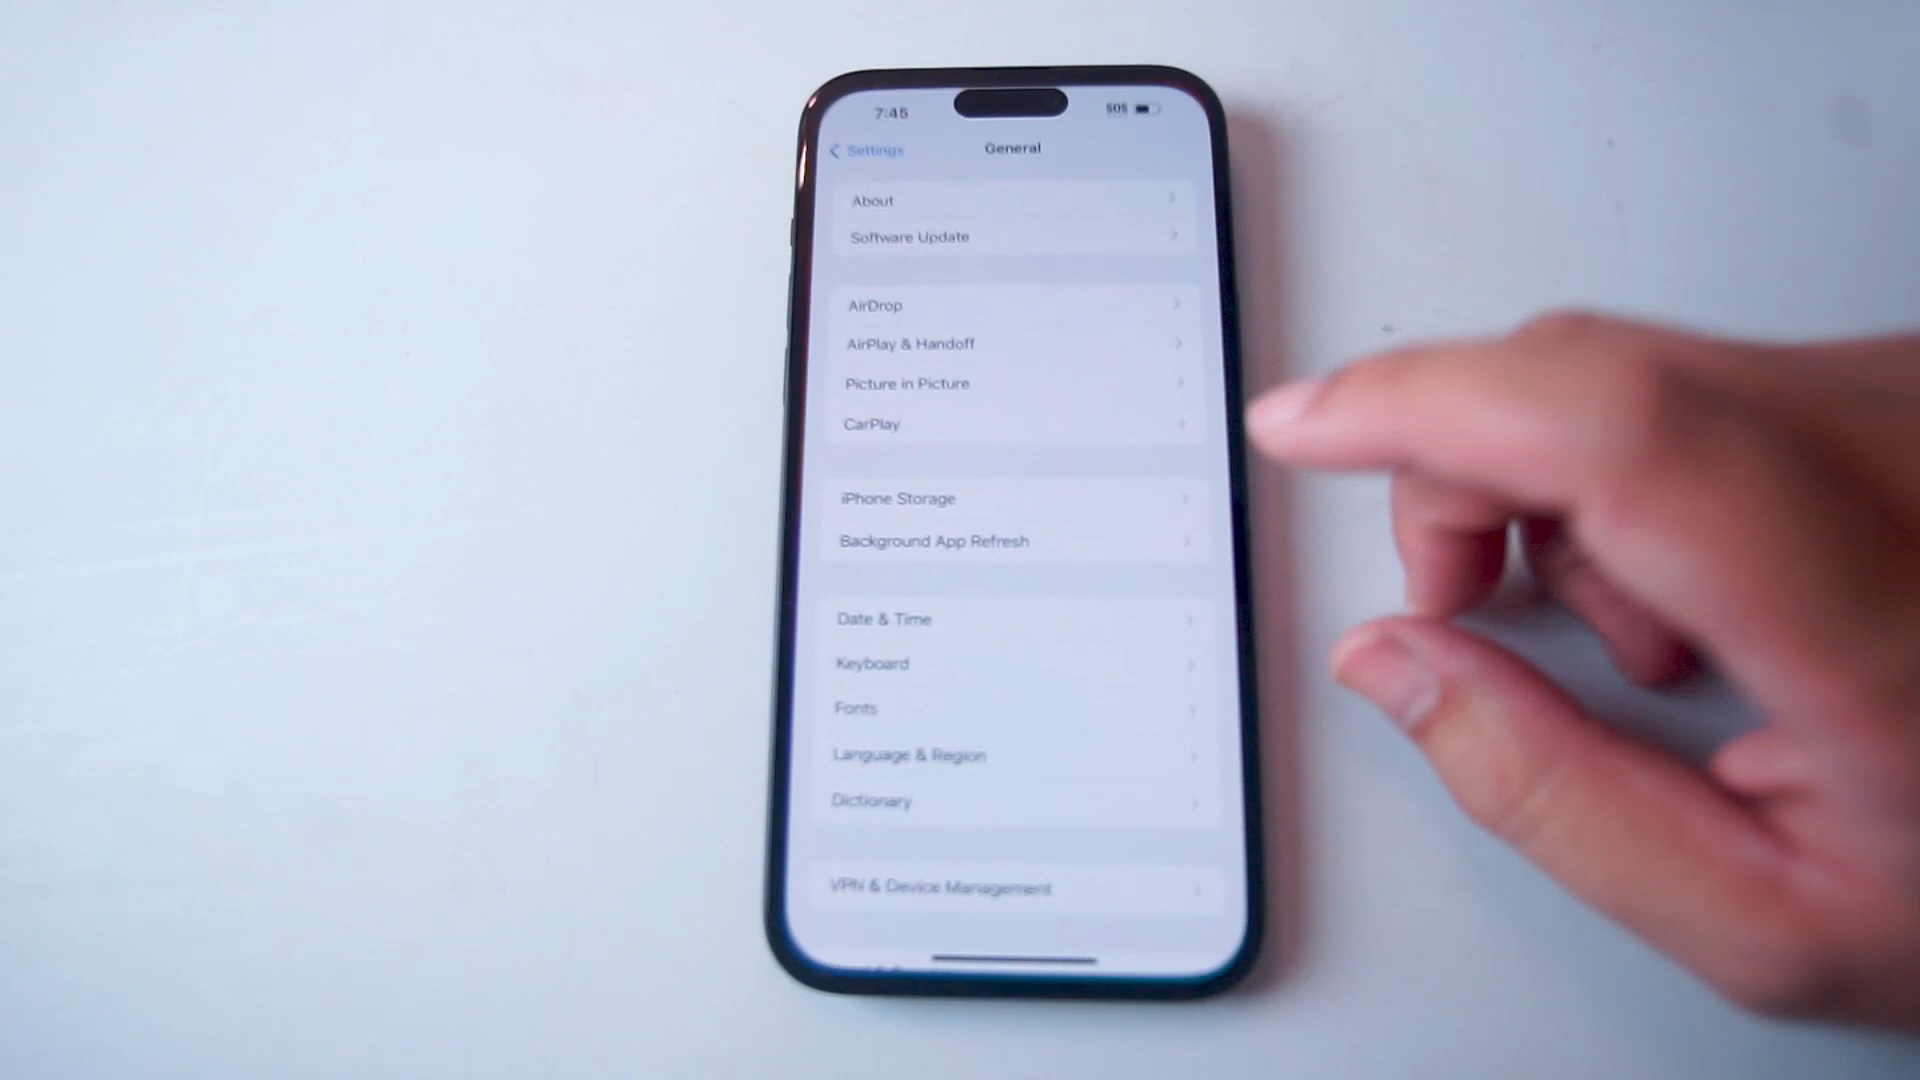 7:45 SOS
Settings General
About
Software Update
AirDrop
AirPlay & Handoff
Picture in Picture
CarPlay
iPhone Storage
Background App Refresh
Date & Time
Keyboard
Fonts
Language & Region
Dictionary
VPN & Device Management